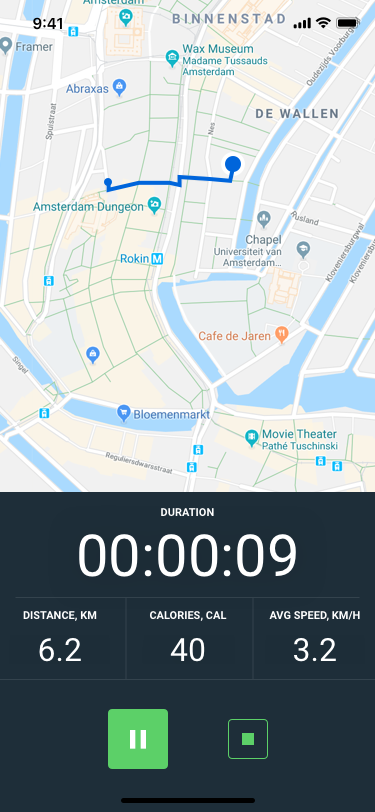 Amsterdam
9:41
BINNENSTAD
Oudezijds Voorburg
Framer
Wax Museum
Madame Tussauds
Amsterdam
Abraxas
Spuistraat
Nes
DE WALLEN
Amsterdam Dungeon
Rusland
Chapel
Universiteit van
Amsterdam...
Kloveniersburgwal
Kloveniersb
Rokin M
Cafe de Jaren
Singel
Bloemenmarkt
Movie Theater
Pathé Tuschinski
Reguliersdwarsstraat
DURATION
00:00:09
DISTANCE, KM
CALORIES, CAL
AVG SPEED, KM/H
6.2
40
3.2